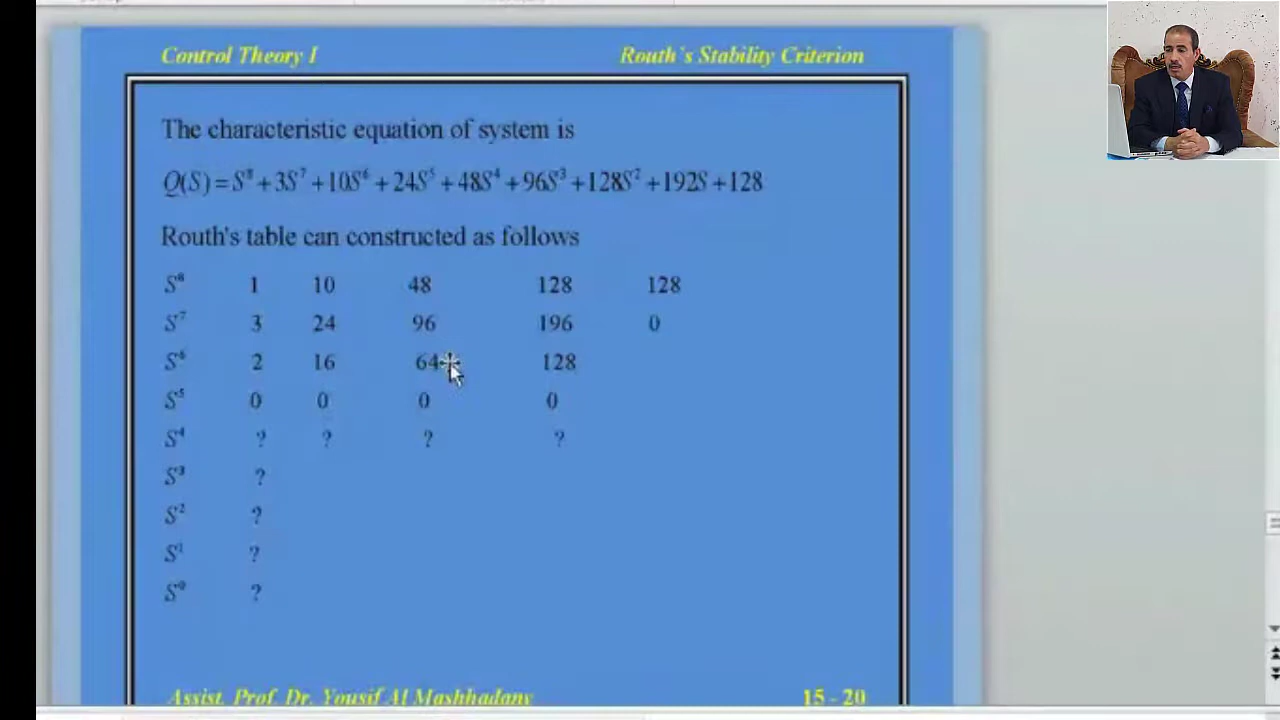 Control Theory I Routh's Stability Criterion
The characteristic equation of system is
Q(S)=S⁸+3S⁷+10S⁶+24S⁵+48S⁴+96S³+128S²+192S+128
Routh's table can constructed as follows
S⁸ 1 10 48 128 128
S⁷ 3 24 96 196 0
S⁶ 2 16 64 128
S⁵ 0 0 0 0
S⁴ ? ? ? ?
S³ ?
S² ?
S¹ ?
S⁰ ?
Assist. Prof. Dr. Yousif Al Mashhadany 15 - 20